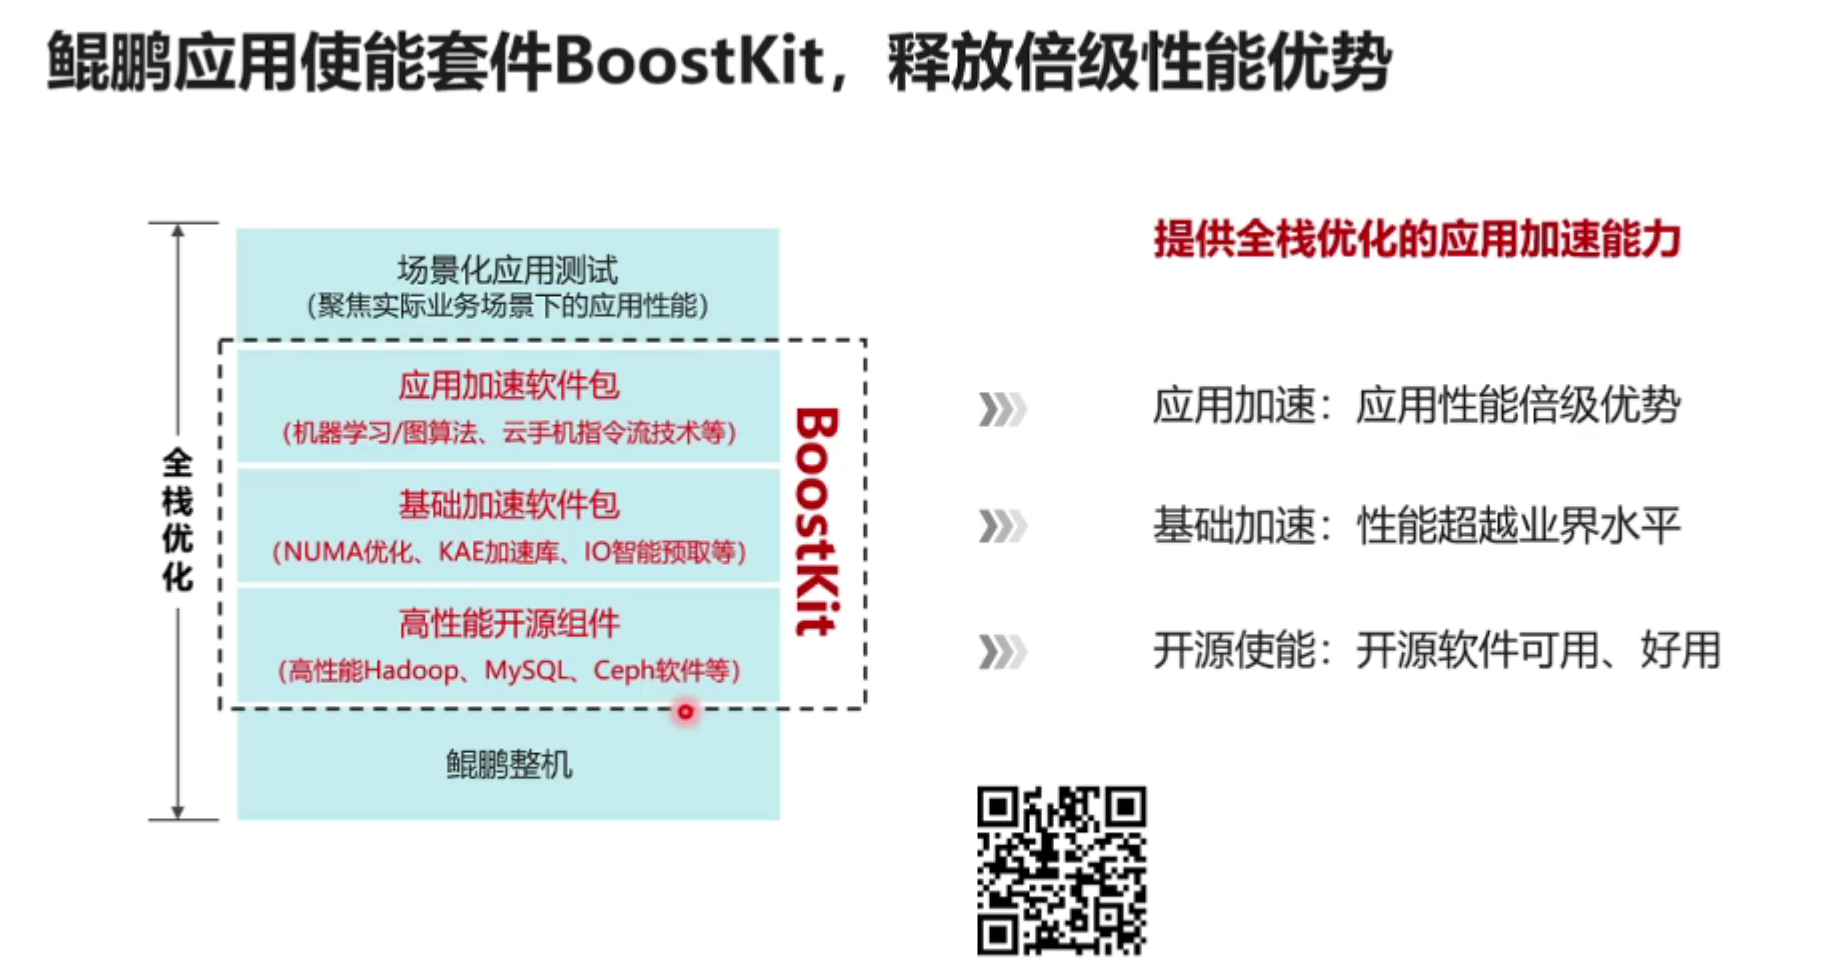 鲲鹏应用使能套件BoostKit，释放倍级性能优势
全栈优化
场景化应用测试
（聚焦实际业务场景下的应用性能）
应用加速软件包
（机器学习/图算法、云手机指令流技术等）
基础加速软件包
（NUMA优化、KAE加速库、IO智能预取等）
高性能开源组件
（高性能Hadoop、MySQL、Ceph软件等）
鲲鹏整机
BoostKit
提供全栈优化的应用加速能力
应用加速：应用性能倍级优势
基础加速：性能超越业界水平
开源使能：开源软件可用、好用